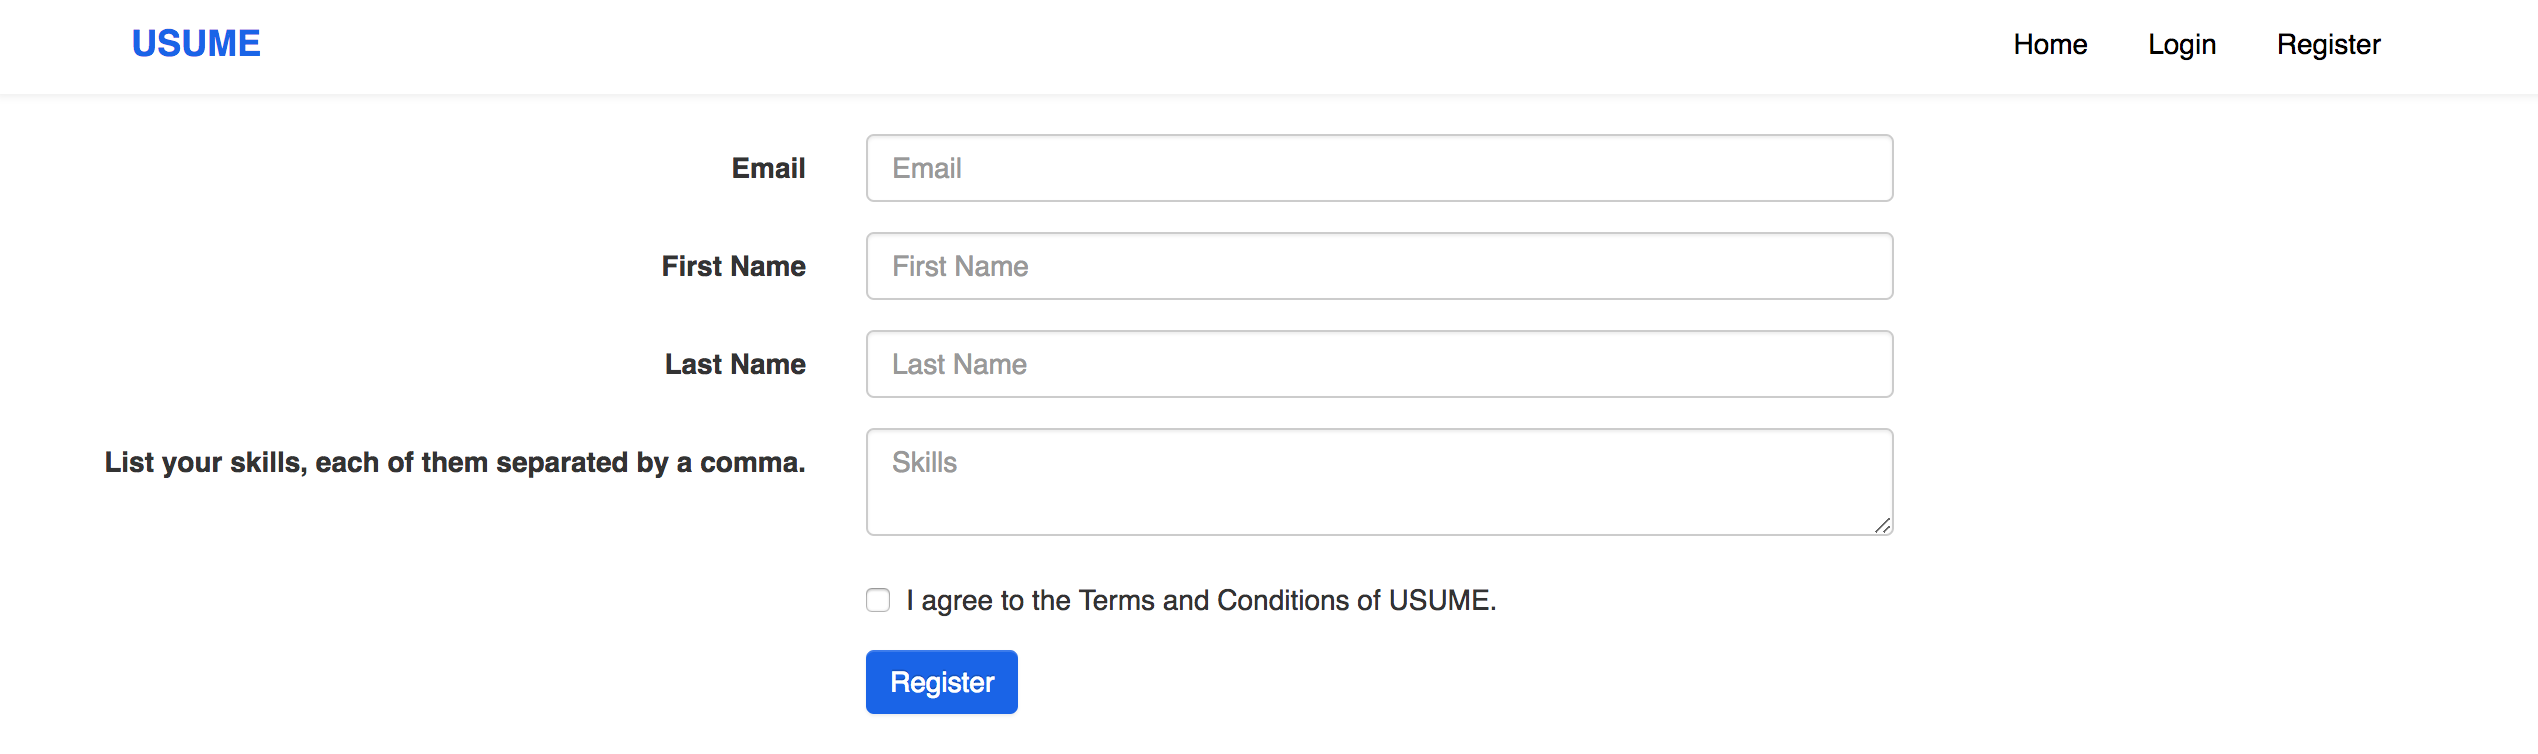 USUME Home Login Register
Email Email
First Name First Name
Last Name Last Name
List your skills, each of them separated by a comma. Skills
I agree to the Terms and Conditions of USUME.
Register